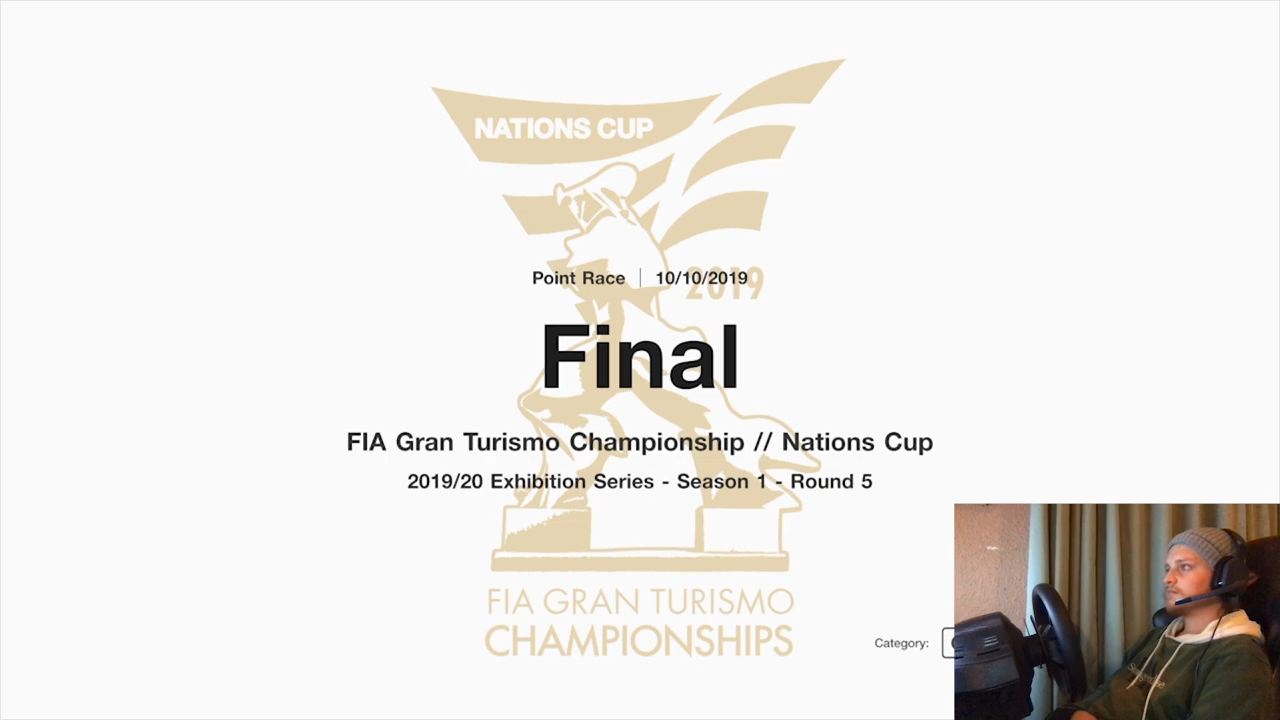 NATIONS CUP
2019
Point Race | 10/10/2019
Final
FIA Gran Turismo Championship // Nations Cup
2019/20 Exhibition Series - Season 1 - Round 5
FIA GRAN TURISMO
CHAMPIONSHIPS
Category: